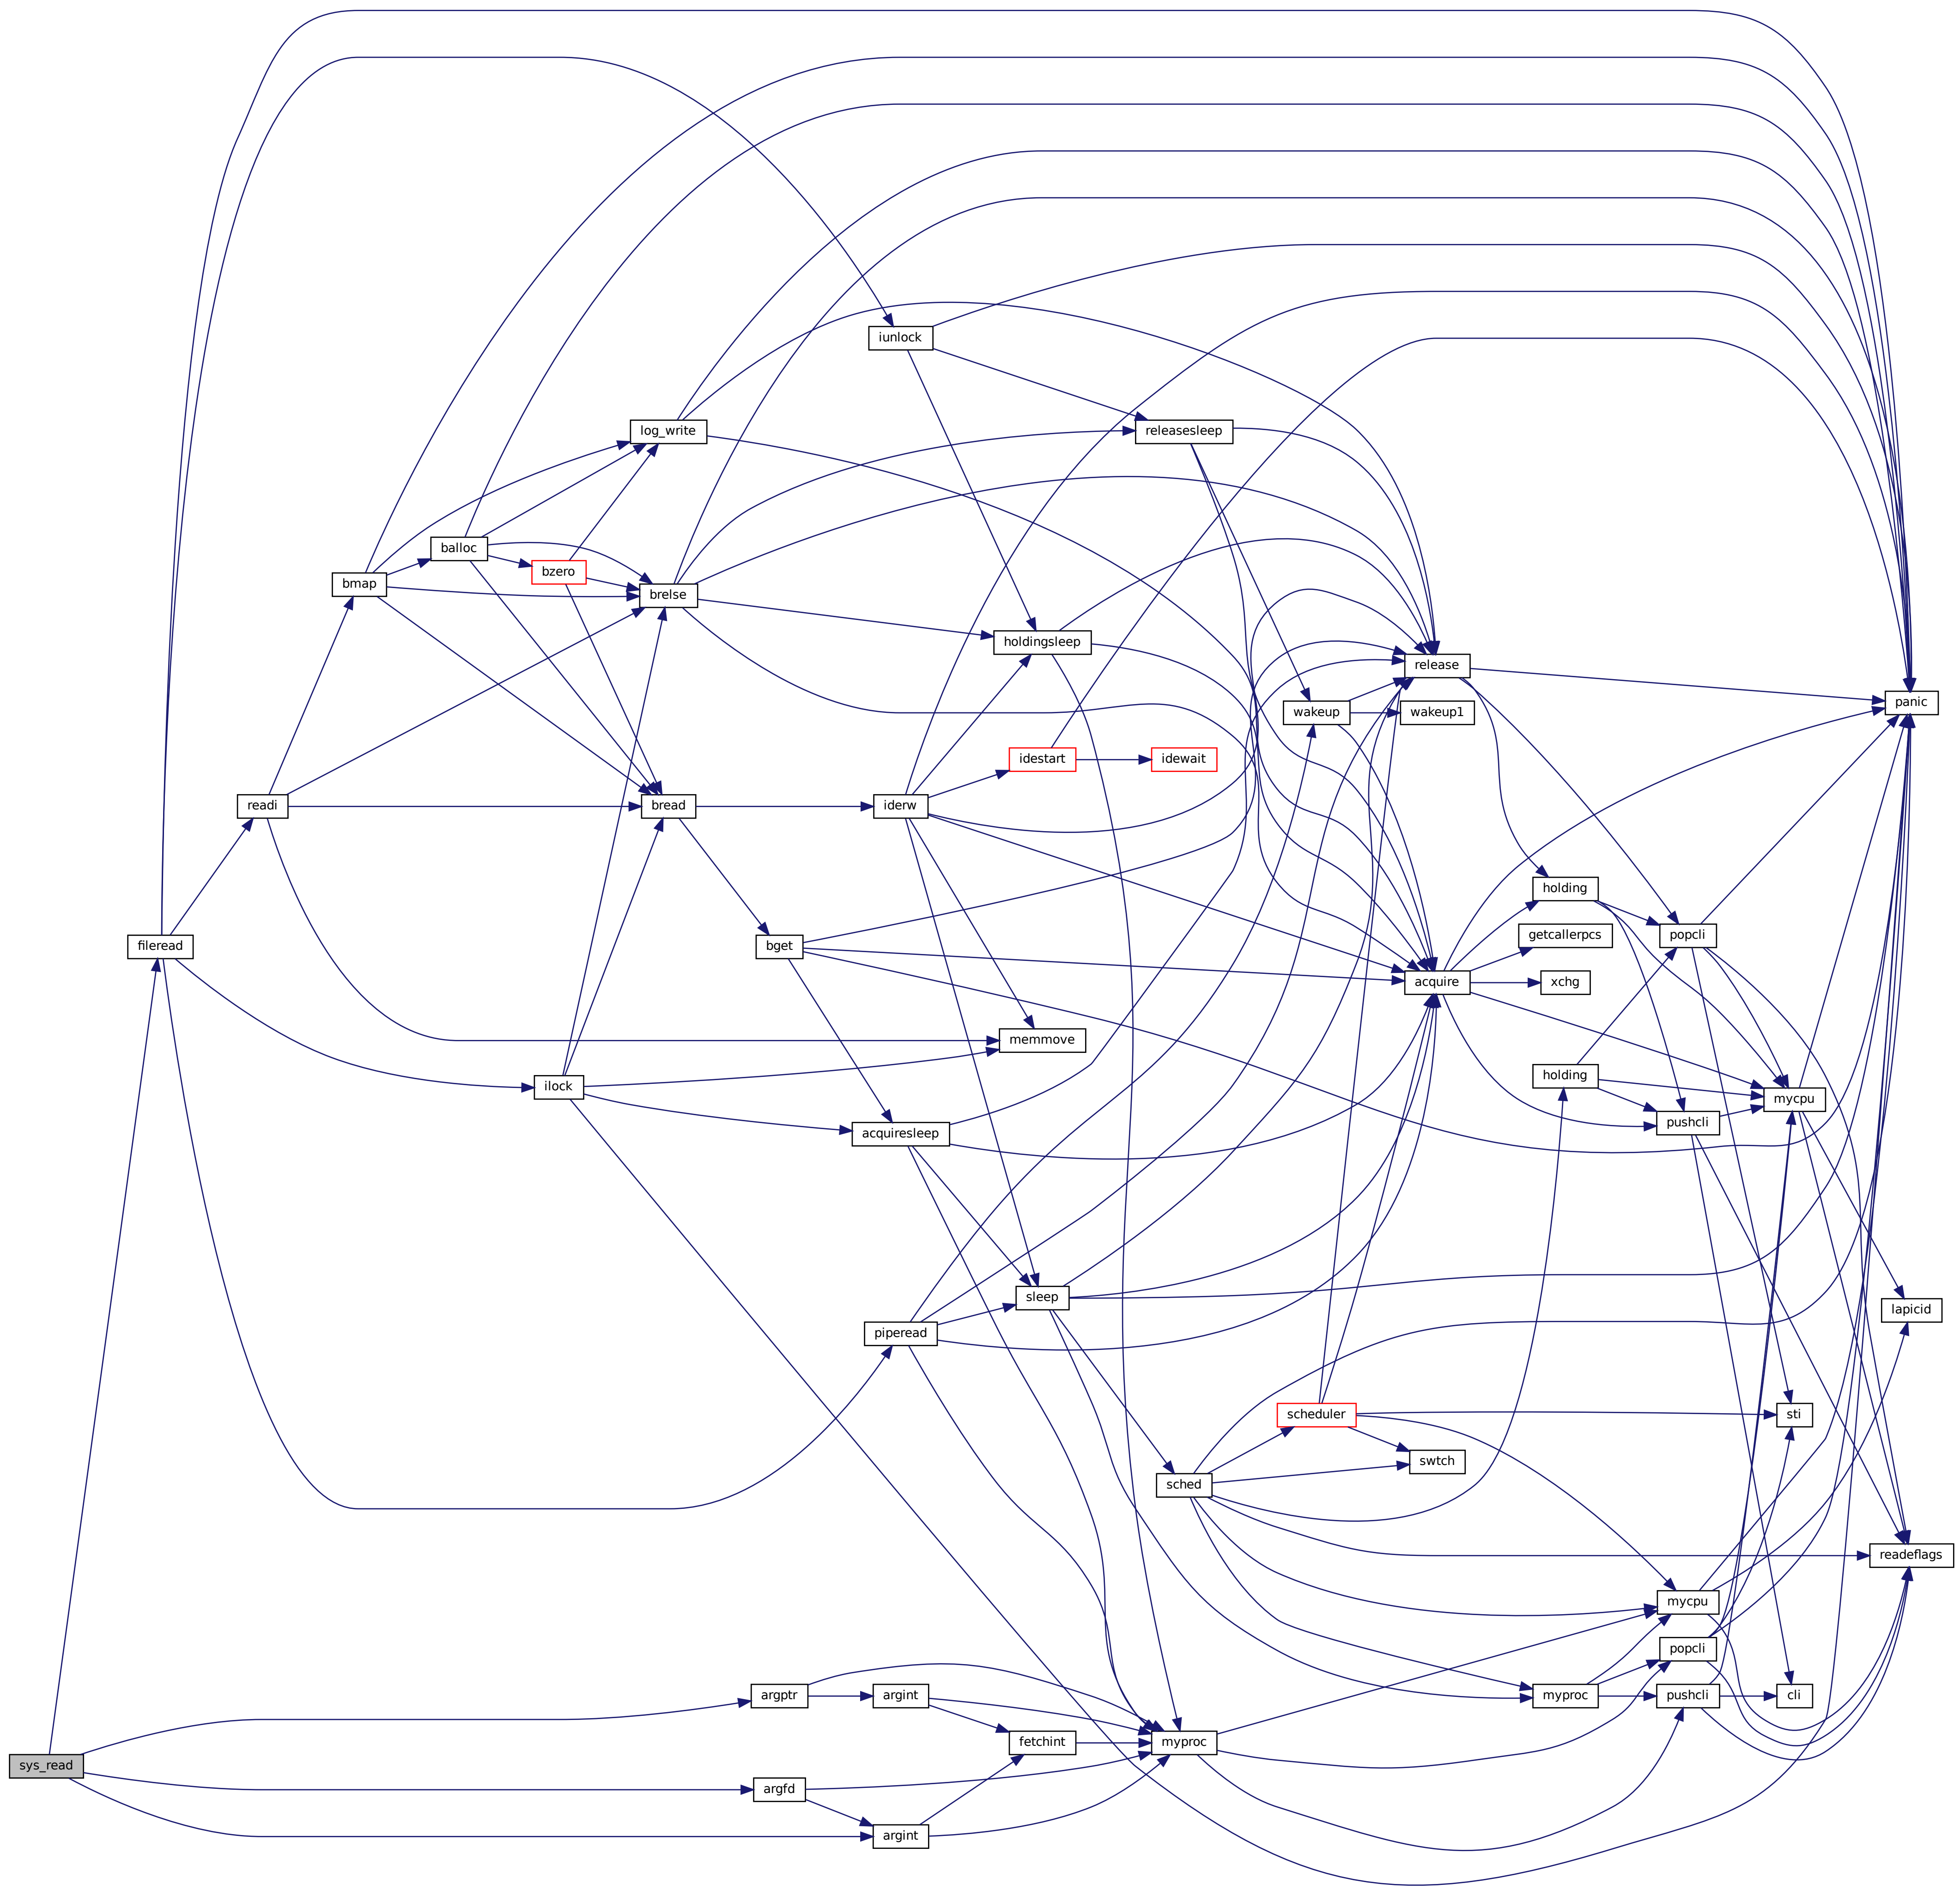 iunlock
log_write
releasesleep
balloc
bzero
bmap
brelse
holdingsleep
release
panic
wakeup
wakeup1
idestart
idewait
readi
bread
iderw
holding
fileread
bget
getcallerpcs
popcli
acquire
xchg
memmove
holding
ilock
mycpu
pushcli
acquiresleep
sleep
lapicid
piperead
scheduler
sti
swtch
sched
readeflags
mycpu
popcli
argptr
argint
myproc
pushcli
cli
fetchint
myproc
sys_read
argfd
argint